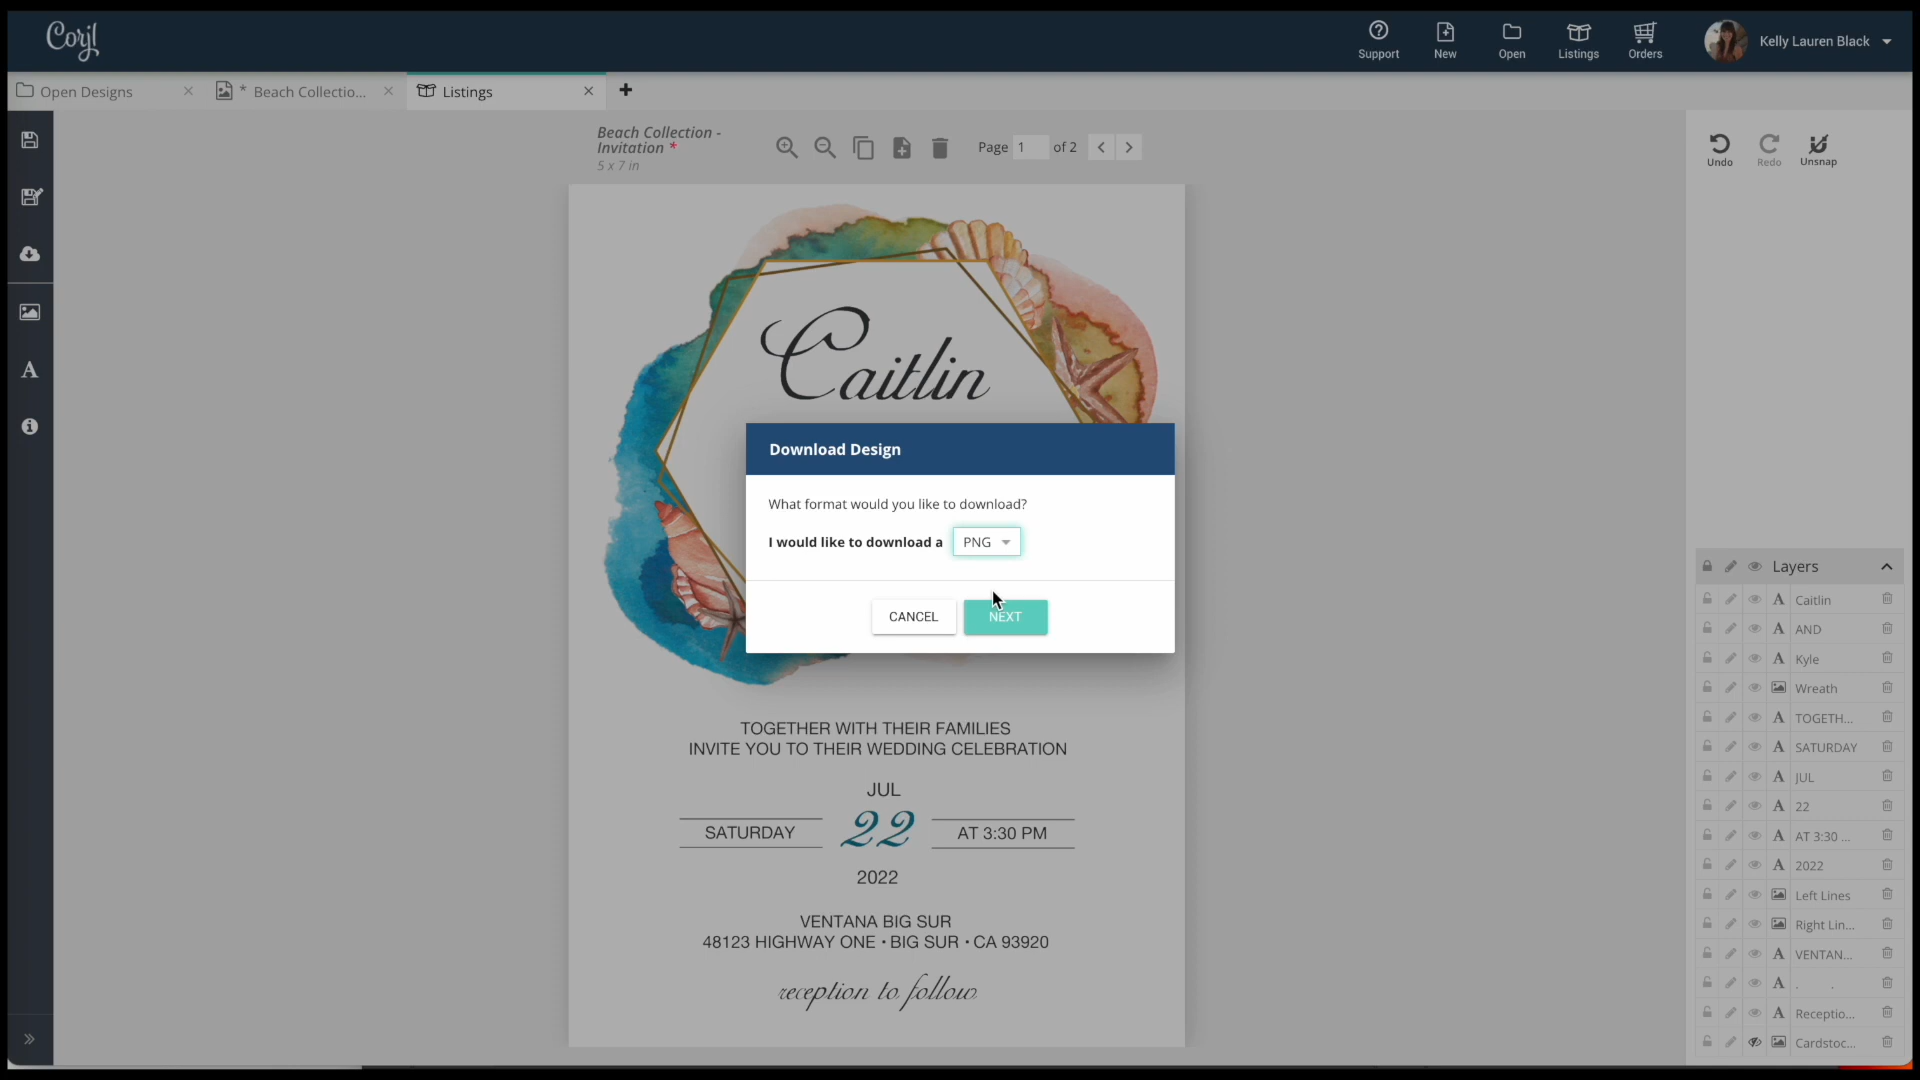 Corjl
Support
New
Open
Listings
Orders
Kelly Lauren Black
Open Designs
* Beach Collectio...
Listings
Beach Collection -
Invitation *
5 x 7 in
Page 1 of 2
Undo
Redo
Unsnap
Caitlin
Download Design
What format would you like to download?
I would like to download a PNG
CANCEL
NEXT
TOGETHER WITH THEIR FAMILIES
INVITE YOU TO THEIR WEDDING CELEBRATION
JUL
SATURDAY
22
AT 3:30 PM
2022
VENTANA BIG SUR
48123 HIGHWAY ONE • BIG SUR • CA 93920
reception to follow
Layers
A Caitlin
A AND
A Kyle
Wreath
A TOGETH...
A SATURDAY
A JUL
A 22
A AT 3:30 ...
A 2022
Left Lines
Right Lin...
A VENTAN...
A . .
A Receptio...
Cardstoc...